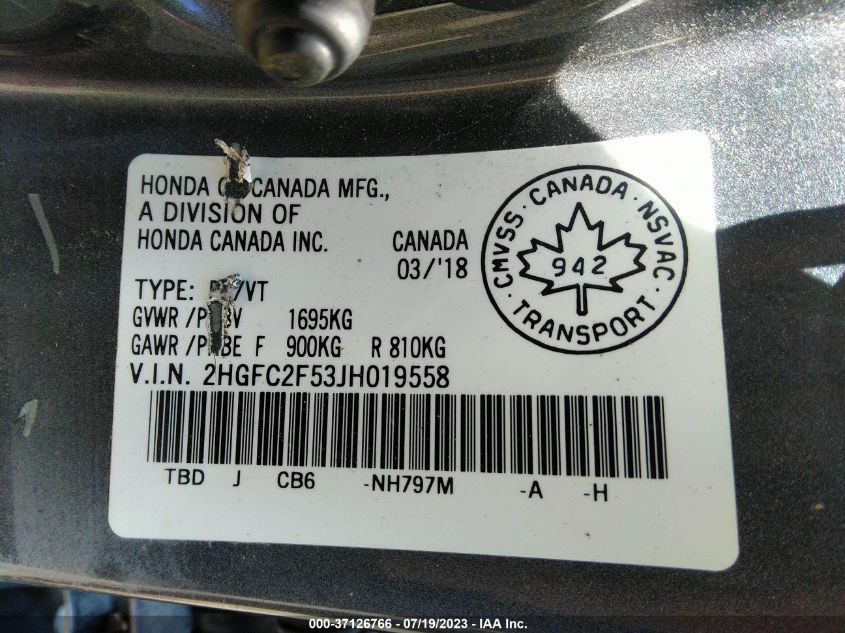 HONDA CANADA MFG.,
A DIVISION OF
HONDA CANADA INC.
CANADA
03/'18
TYPE: /VT
GVWR / 1695KG
GAWR / F 900KG R 810KG
V.I.N. 2HGFC2F53JH019558
TBD J CB6 -NH797M -A -H
CMVSS · CANADA · NSVAC · TRANSPORT ·
942
000-37126766 - 07/19/2023 - IAA Inc.